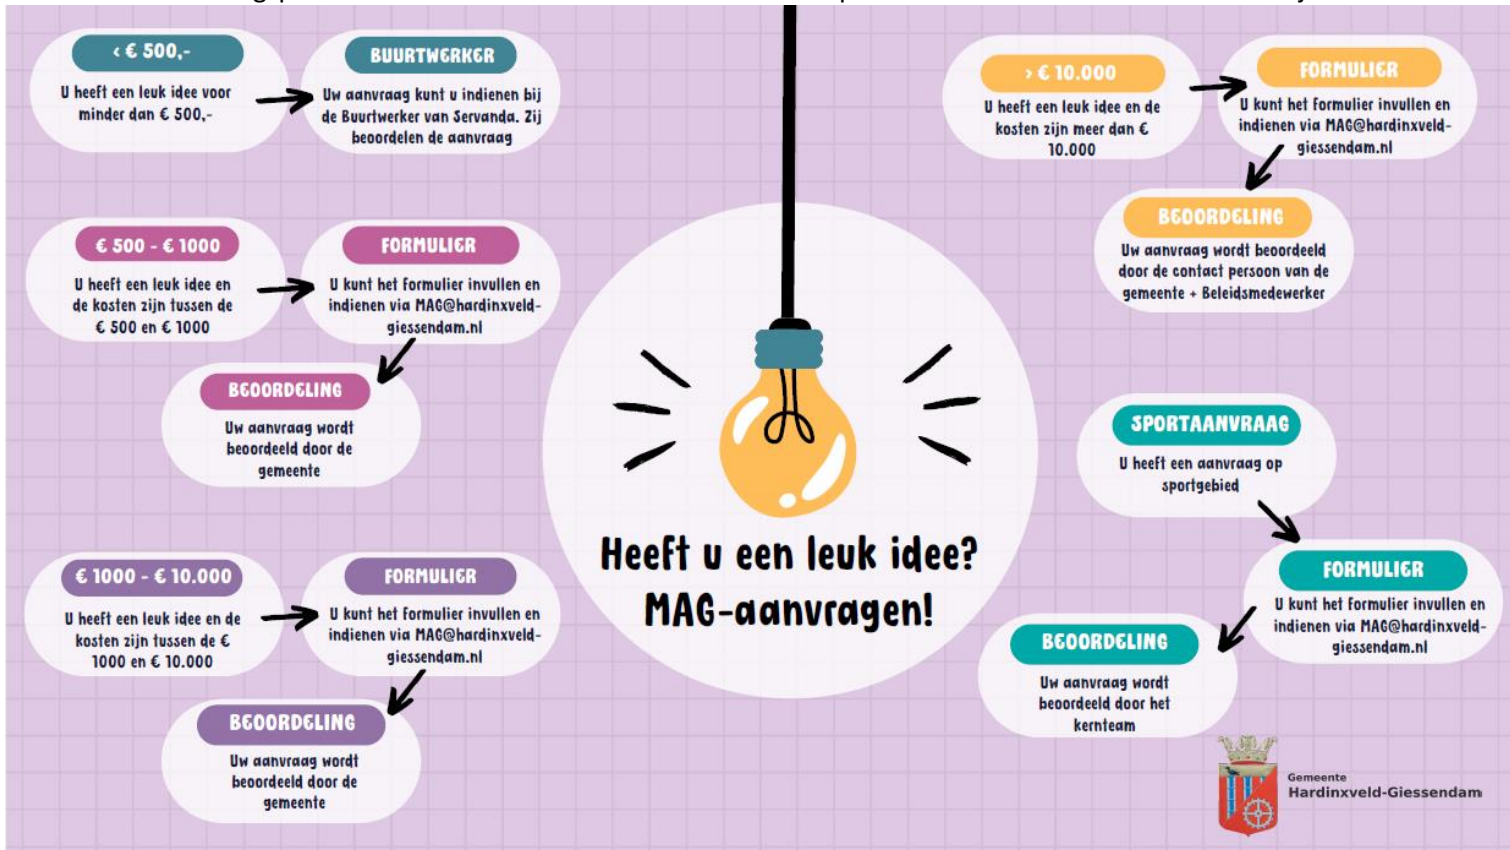 < € 500,-
U heeft een leuk idee voor
minder dan € 500,-
BUURTWERKER
Uw aanvraag kunt u indienen bij
de Buurtwerker van Servanda. Zij
beoordelen de aanvraag
€ 500 - € 1000
U heeft een leuk idee en
de kosten zijn tussen de
€ 500 en € 1000
FORMULIER
U kunt het formulier invullen en
indienen via MAG@hardinxveld-
giessendam.nl
BEOORDELING
Uw aanvraag wordt
beoordeeld door de
gemeente
€ 1000 - € 10.000
U heeft een leuk idee en de
kosten zijn tussen de €
1000 en € 10.000
FORMULIER
U kunt het formulier invullen en
indienen via MAG@hardinxveld-
giessendam.nl
BEOORDELING
Uw aanvraag wordt
beoordeeld door de
gemeente
Heeft u een leuk idee?
MAG-aanvragen!
> € 10.000
U heeft een leuk idee en de
kosten zijn meer dan €
10.000
FORMULIER
U kunt het formulier invullen en
indienen via MAG@hardinxveld-
giessendam.nl
BEOORDELING
Uw aanvraag wordt beoordeeld
door de contact persoon van de
gemeente + Beleidsmedewerker
SPORTAANVRAAG
U heeft een aanvraag op
sportgebied
FORMULIER
U kunt het formulier invullen en
indienen via MAG@hardinxveld-
giessendam.nl
BEOORDELING
Uw aanvraag wordt
beoordeeld door het
kernteam
Gemeente
Hardinxveld-Giessendam